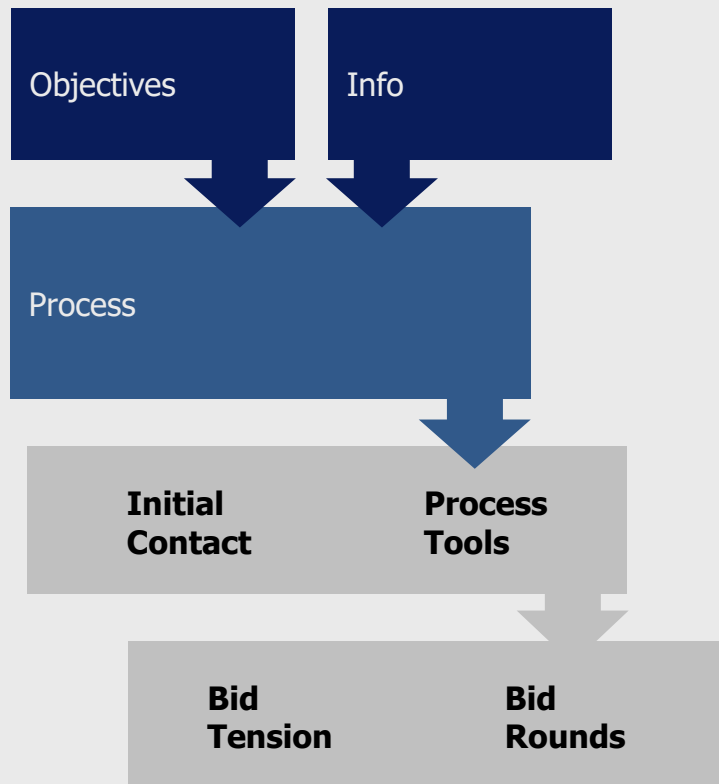 Objectives
Info
Process
Initial
Contact
Process
Tools
Bid
Tension
Bid
Rounds